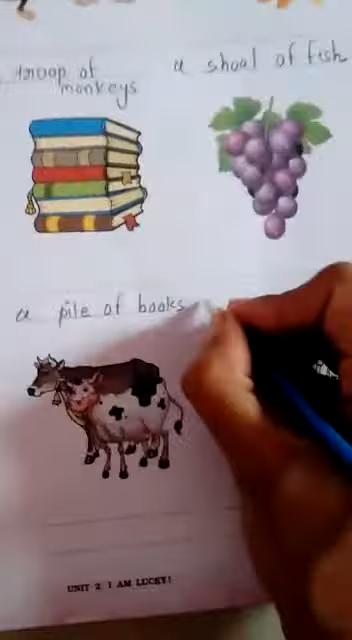 troop of
monkeys
a shoal of fish
a pile of books
UNIT 2 I AM LUCKY!